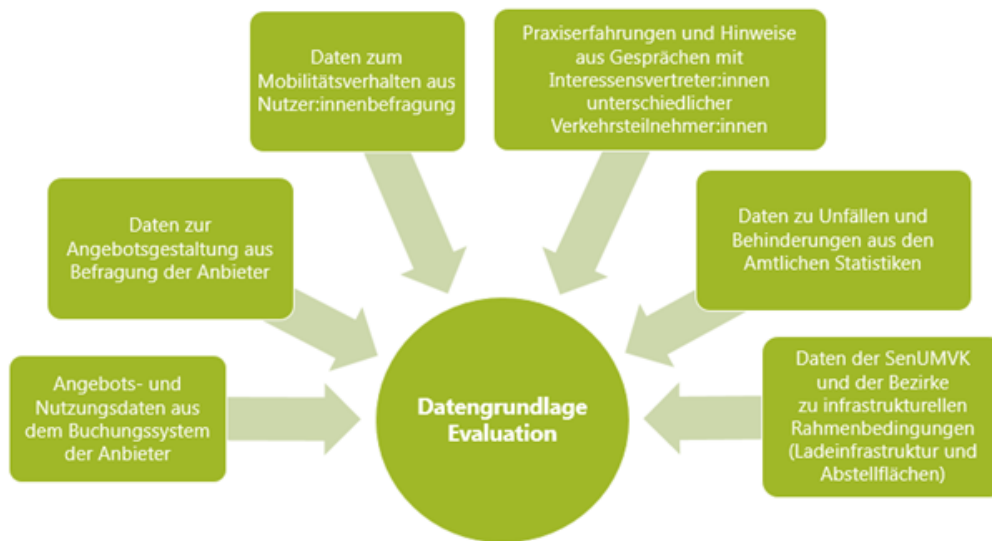 Daten zum
Mobilitätsverhalten aus
Nutzer:innenbefragung
Praxiserfahrungen und Hinweise
aus Gesprächen mit
Interessensvertreter:innen
unterschiedlicher
Verkehrsteilnehmer:innen
Daten zur
Angebotsgestaltung aus
Befragung der Anbieter
Daten zu Unfällen und
Behinderungen aus den
Amtlichen Statistiken
Angebots- und
Nutzungsdaten aus
dem Buchungssystem
der Anbieter
Datengrundlage
Evaluation
Daten der SenUMVK
und der Bezirke
zu infrastrukturellen
Rahmenbedingungen
(Ladeinfrastruktur und
Abstellflächen)